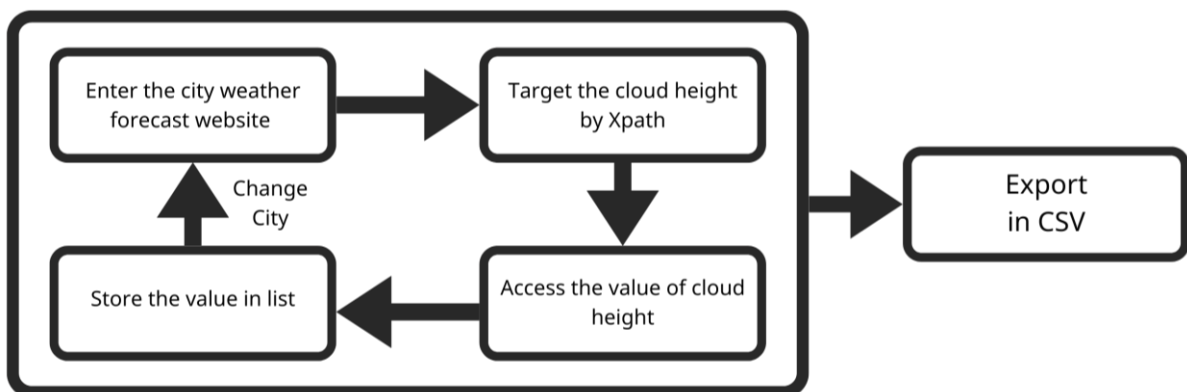 Enter the city weather
forecast website
Target the cloud height
by Xpath
Change
City
Export
in CSV
Store the value in list
Access the value of cloud
height